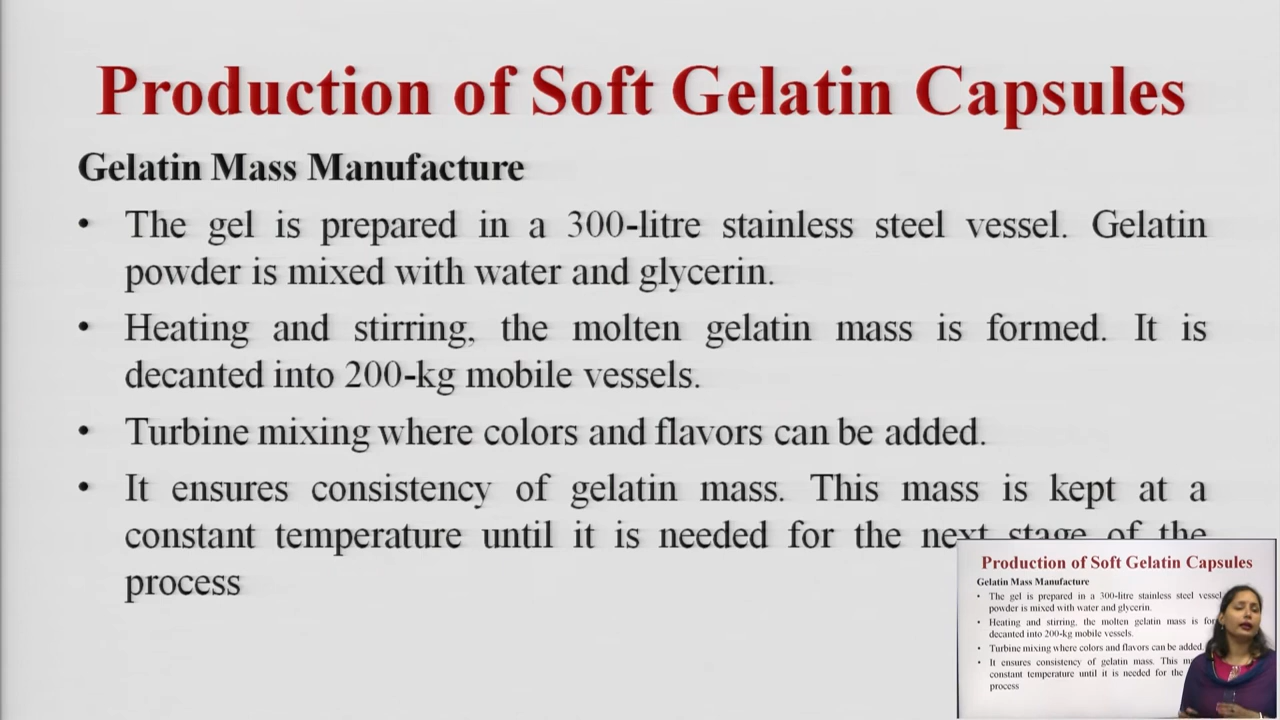 Production of Soft Gelatin Capsules
Gelatin Mass Manufacture
• The gel is prepared in a 300-litre stainless steel vessel. Gelatin
powder is mixed with water and glycerin.
• Heating and stirring, the molten gelatin mass is formed. It is
decanted into 200-kg mobile vessels.
• Turbine mixing where colors and flavors can be added.
• It ensures consistency of gelatin mass. This mass is kept at a
constant temperature until it is needed for the next stage of the
process
Production of Soft Gelatin Capsules
Gelatin Mass Manufacture
• The gel is prepared in a 300-litre stainless steel vessel
powder is mixed with water and glycerin.
• Heating and stirring, the molten gelatin mass is for
decanted into 200-kg mobile vessels.
• Turbine mixing where colors and flavors can be added.
• It ensures consistency of gelatin mass. This
constant temperature until it is needed for the
process